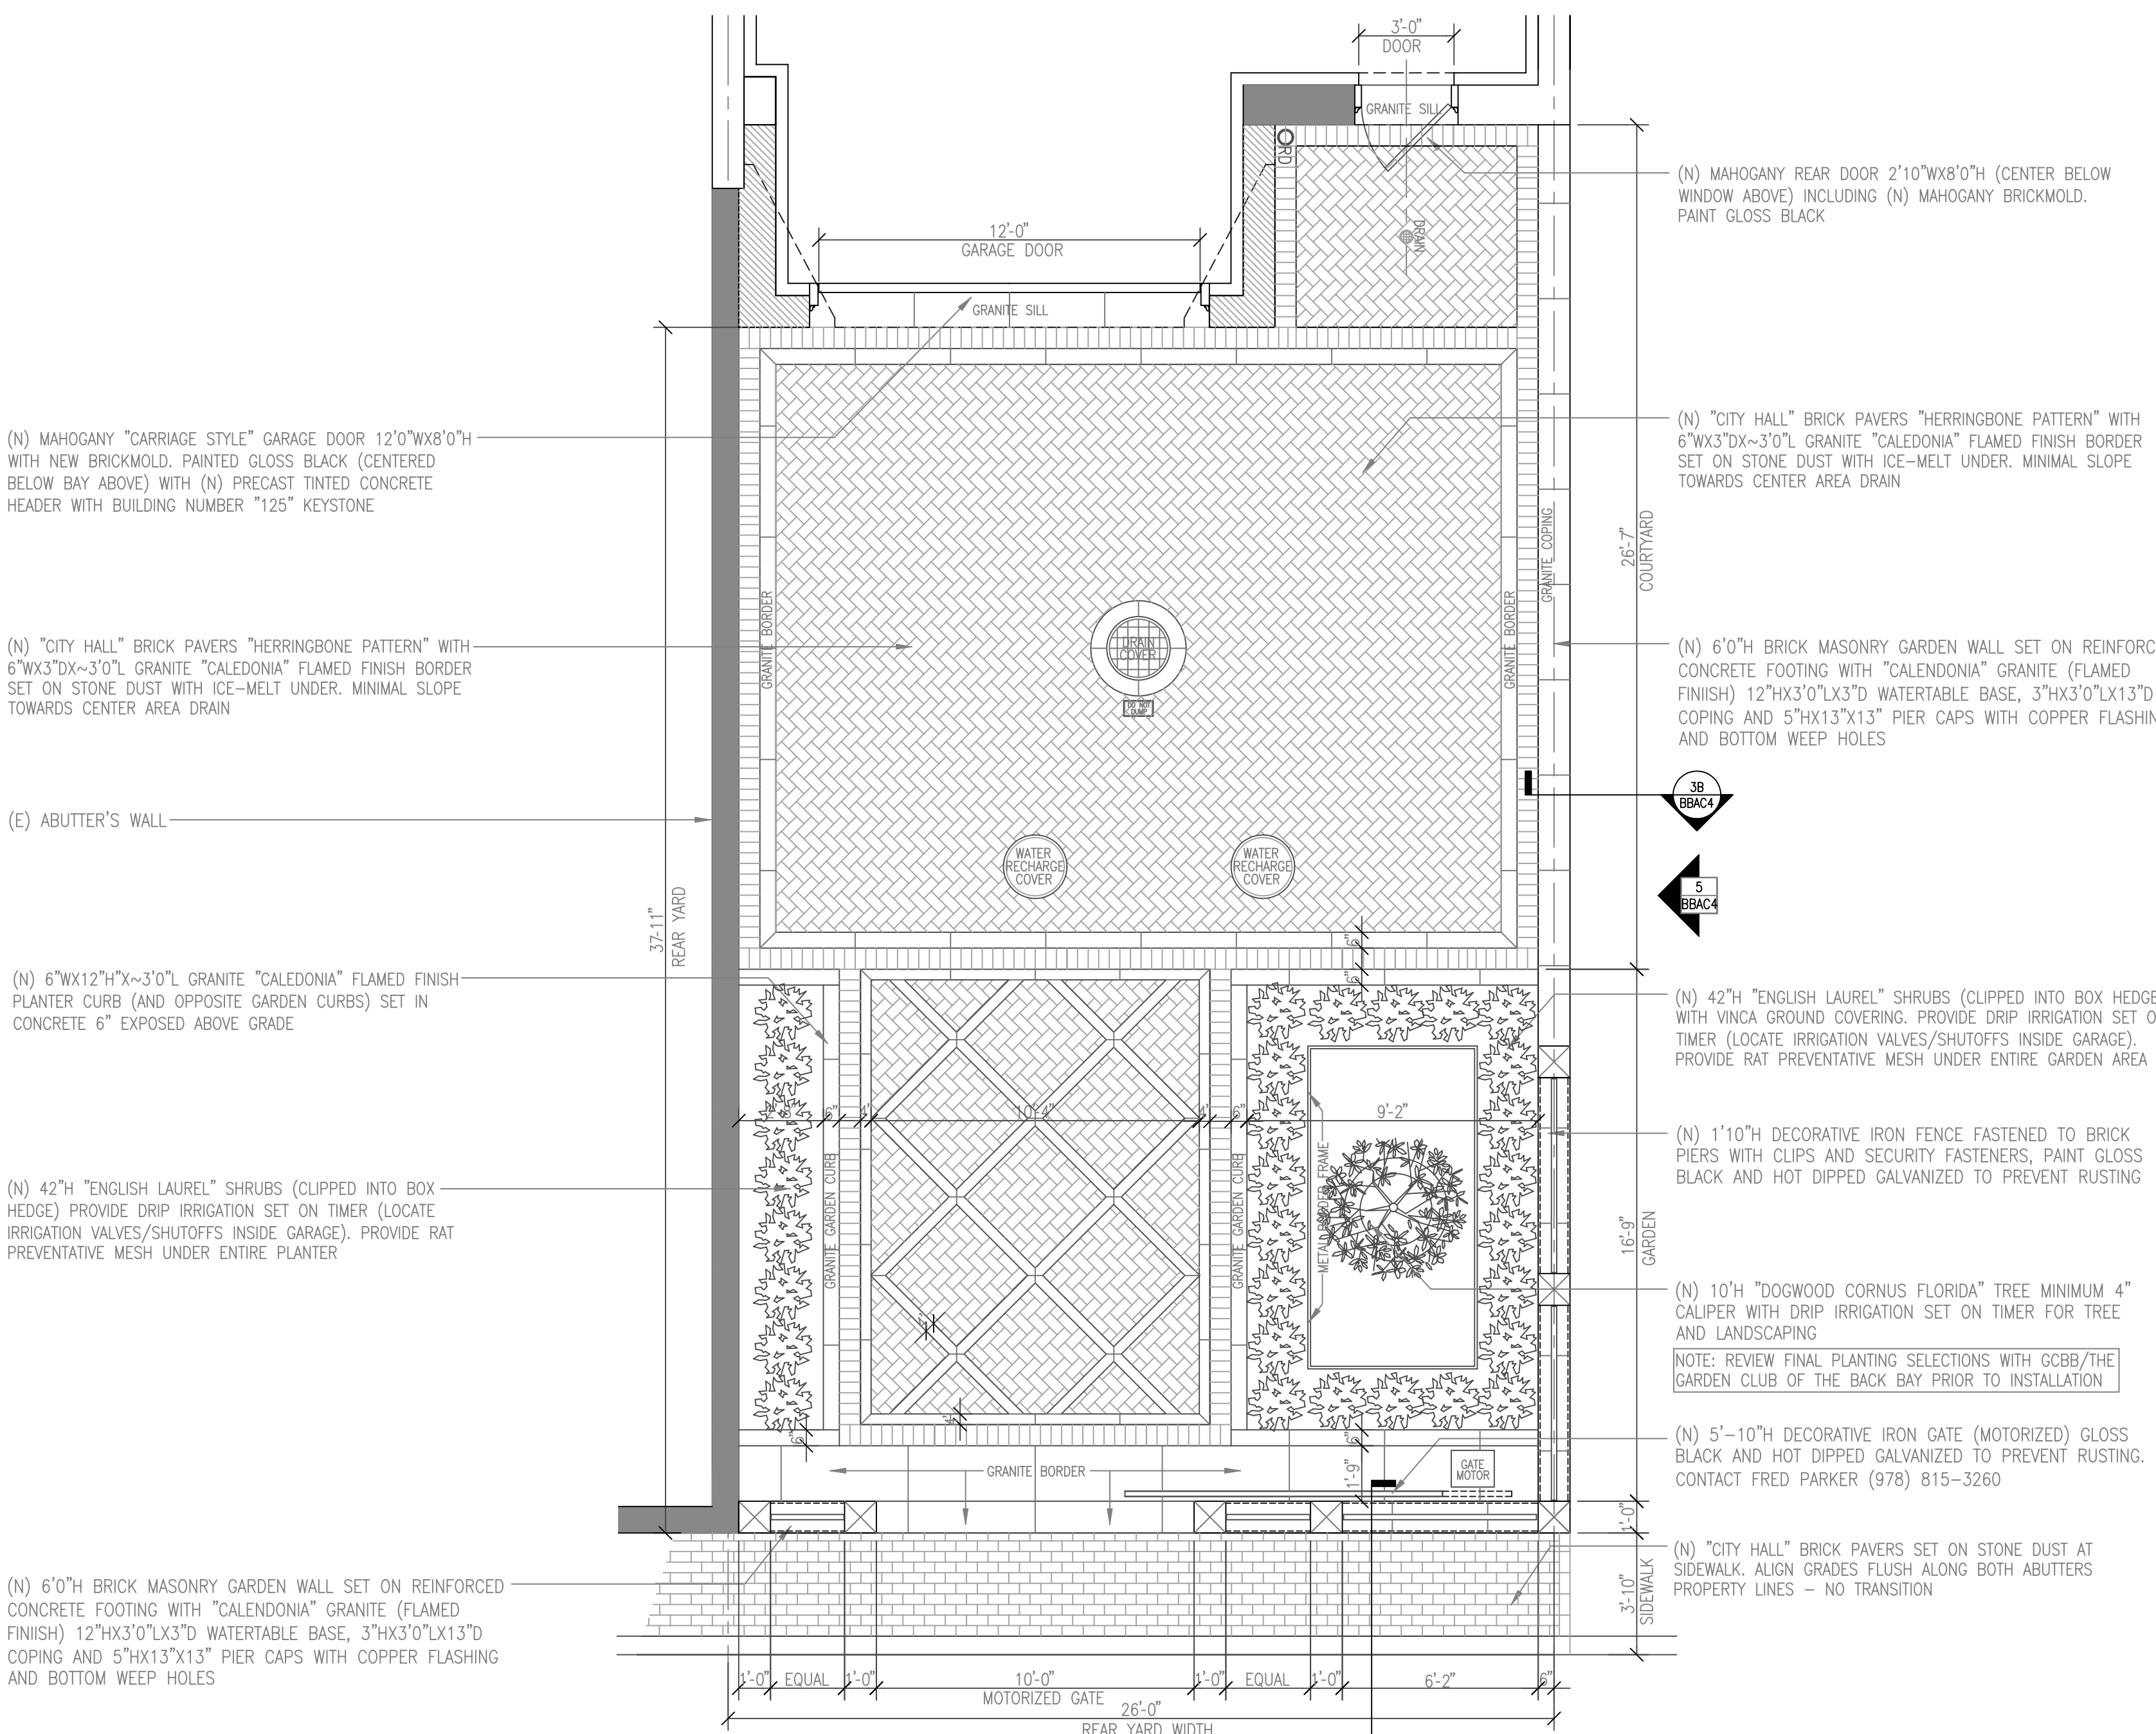 3'-0"
DOOR
GRANITE SILL
RD
DRAIN
12'-0"
GARAGE DOOR
GRANITE SILL
(N) MAHOGANY REAR DOOR 2'10"WX8'0"H (CENTER BELOW
WINDOW ABOVE) INCLUDING (N) MAHOGANY BRICKMOLD.
PAINT GLOSS BLACK
(N) MAHOGANY "CARRIAGE STYLE" GARAGE DOOR 12'0"WX8'0"H
WITH NEW BRICKMOLD. PAINTED GLOSS BLACK (CENTERED
BELOW BAY ABOVE) WITH (N) PRECAST TINTED CONCRETE
HEADER WITH BUILDING NUMBER "125" KEYSTONE
(N) "CITY HALL" BRICK PAVERS "HERRINGBONE PATTERN" WITH
6"WX3"DX~3'0"L GRANITE "CALEDONIA" FLAMED FINISH BORDER
SET ON STONE DUST WITH ICE-MELT UNDER. MINIMAL SLOPE
TOWARDS CENTER AREA DRAIN
26'-7"
COURTYARD
GRANITE COPING
GRANITE BORDER
GRANITE BORDER
DRAIN
COVER
DO NOT
DUMP
(N) "CITY HALL" BRICK PAVERS "HERRINGBONE PATTERN" WITH
6"WX3"DX~3'0"L GRANITE "CALEDONIA" FLAMED FINISH BORDER
SET ON STONE DUST WITH ICE-MELT UNDER. MINIMAL SLOPE
TOWARDS CENTER AREA DRAIN
(N) 6'0"H BRICK MASONRY GARDEN WALL SET ON REINFORC
CONCRETE FOOTING WITH "CALENDONIA" GRANITE (FLAMED
FINIISH) 12"HX3'0"LX3"D WATERTABLE BASE, 3"HX3'0"LX13"D
COPING AND 5"HX13"X13" PIER CAPS WITH COPPER FLASHIN
AND BOTTOM WEEP HOLES
(E) ABUTTER'S WALL
3B
BBAC4
5
BBAC4
WATER
RECHARGE
COVER
WATER
RECHARGE
COVER
37'-11"
REAR YARD
6"
6"
(N) 6"WX12"H"X~3'0"L GRANITE "CALEDONIA" FLAMED FINISH
PLANTER CURB (AND OPPOSITE GARDEN CURBS) SET IN
CONCRETE 6" EXPOSED ABOVE GRADE
(N) 42"H "ENGLISH LAUREL" SHRUBS (CLIPPED INTO BOX HEDGE
WITH VINCA GROUND COVERING. PROVIDE DRIP IRRIGATION SET O
TIMER (LOCATE IRRIGATION VALVES/SHUTOFFS INSIDE GARAGE).
PROVIDE RAT PREVENTATIVE MESH UNDER ENTIRE GARDEN AREA
6"
4"
10'-4"
4"
6"
9'-2"
(N) 1'10"H DECORATIVE IRON FENCE FASTENED TO BRICK
PIERS WITH CLIPS AND SECURITY FASTENERS, PAINT GLOSS
BLACK AND HOT DIPPED GALVANIZED TO PREVENT RUSTING
(N) 42"H "ENGLISH LAUREL" SHRUBS (CLIPPED INTO BOX
HEDGE) PROVIDE DRIP IRRIGATION SET ON TIMER (LOCATE
IRRIGATION VALVES/SHUTOFFS INSIDE GARAGE). PROVIDE RAT
PREVENTATIVE MESH UNDER ENTIRE PLANTER
GRANITE GARDEN CURB
GRANITE GARDEN CURB
METAL BORDER FRAME
16'-9"
GARDEN
(N) 10'H "DOGWOOD CORNUS FLORIDA" TREE MINIMUM 4"
CALIPER WITH DRIP IRRIGATION SET ON TIMER FOR TREE
AND LANDSCAPING
NOTE: REVIEW FINAL PLANTING SELECTIONS WITH GCBB/THE
GARDEN CLUB OF THE BACK BAY PRIOR TO INSTALLATION
4"
4"
6"
6"
1'-9"
GRANITE BORDER
GATE
MOTOR
(N) 5'-10"H DECORATIVE IRON GATE (MOTORIZED) GLOSS
BLACK AND HOT DIPPED GALVANIZED TO PREVENT RUSTING.
CONTACT FRED PARKER (978) 815-3260
1'-0"
(N) "CITY HALL" BRICK PAVERS SET ON STONE DUST AT
SIDEWALK. ALIGN GRADES FLUSH ALONG BOTH ABUTTERS
PROPERTY LINES – NO TRANSITION
3'-10"
SIDEWALK
(N) 6'0"H BRICK MASONRY GARDEN WALL SET ON REINFORCED
CONCRETE FOOTING WITH "CALENDONIA" GRANITE (FLAMED
FINIISH) 12"HX3'0"LX3"D WATERTABLE BASE, 3"HX3'0"LX13"D
COPING AND 5"HX13"X13" PIER CAPS WITH COPPER FLASHING
AND BOTTOM WEEP HOLES
1'-0" EQUAL 1'-0" 10'-0" 1'-0" EQUAL 1'-0" 6'-2" 6"
MOTORIZED GATE
26'-0"
REAR YARD WIDTH